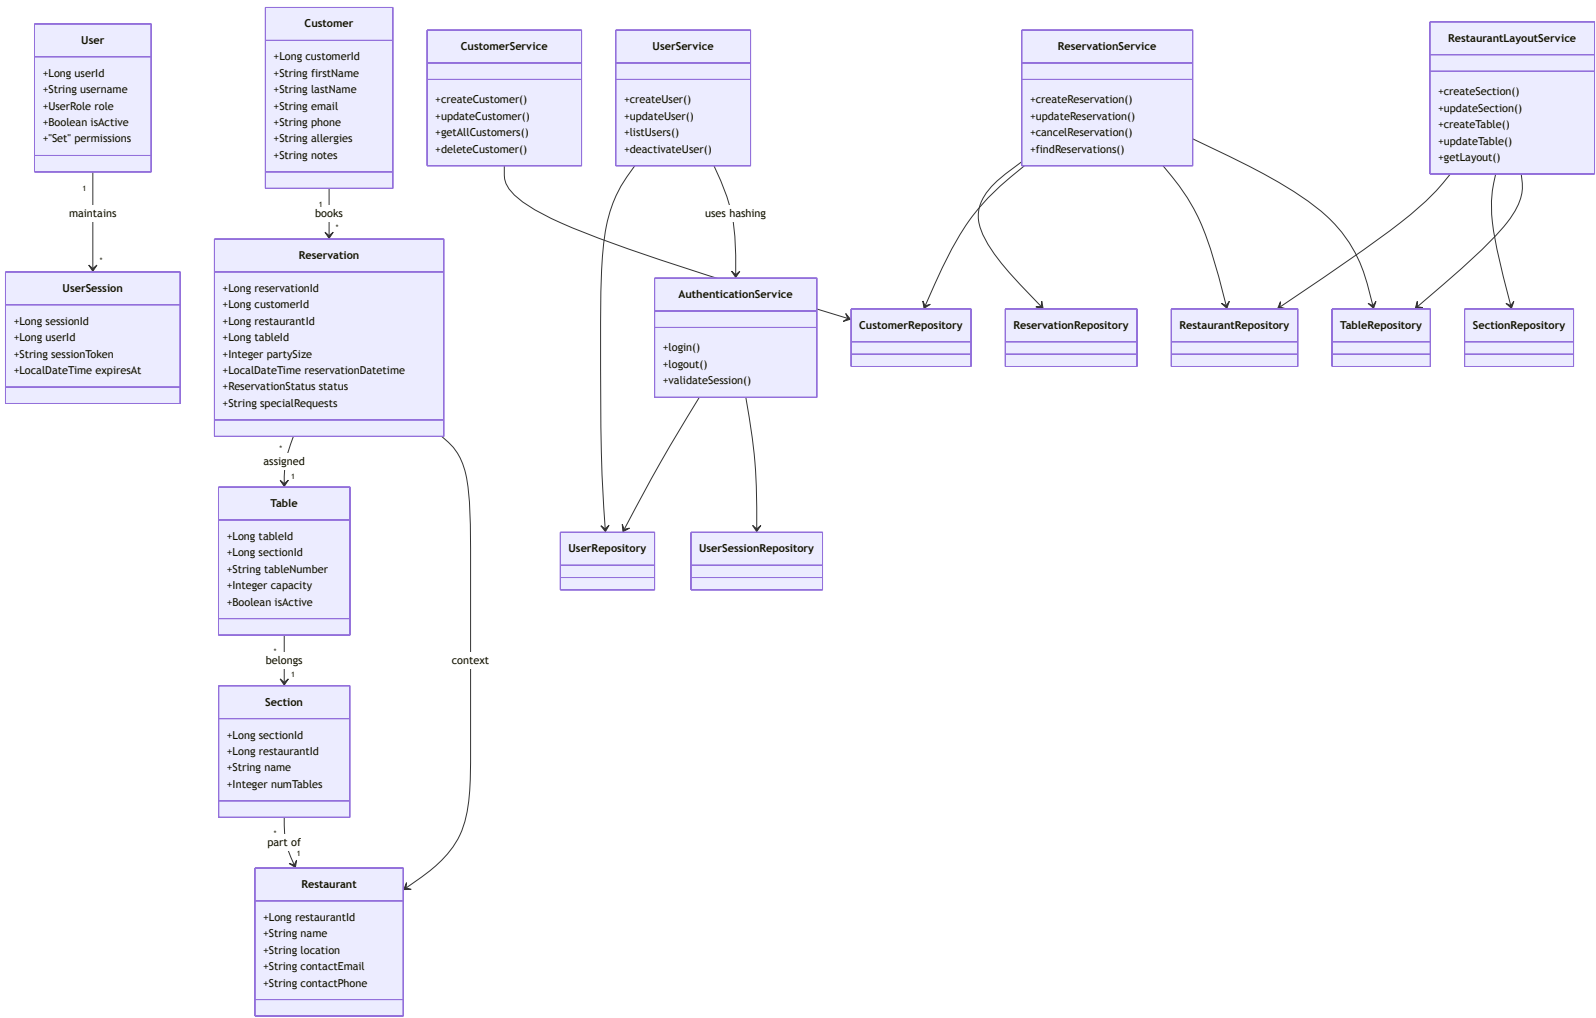 User
+Long userId
+String username
+UserRole role
+Boolean isActive
+"Set" permissions
1
maintains
*
UserSession
+Long sessionId
+Long userId
+String sessionToken
+LocalDateTime expiresAt
Customer
+Long customerId
+String firstName
+String lastName
+String email
+String phone
+String allergies
+String notes
1
books
*
Reservation
+Long reservationId
+Long customerId
+Long restaurantId
+Long tableId
+Integer partySize
+LocalDateTime reservationDatetime
+ReservationStatus status
+String specialRequests
*
assigned
1
Table
+Long tableId
+Long sectionId
+String tableNumber
+Integer capacity
+Boolean isActive
*
belongs
1
context
Section
+Long sectionId
+Long restaurantId
+String name
+Integer numTables
*
part of
1
Restaurant
+Long restaurantId
+String name
+String location
+String contactEmail
+String contactPhone
CustomerService
+createCustomer()
+updateCustomer()
+getAllCustomers()
+deleteCustomer()
UserService
+createUser()
+updateUser()
+listUsers()
+deactivateUser()
uses hashing
AuthenticationService
+login()
+logout()
+validateSession()
UserRepository
UserSessionRepository
ReservationService
+createReservation()
+updateReservation()
+cancelReservation()
+findReservations()
RestaurantLayoutService
+createSection()
+updateSection()
+createTable()
+updateTable()
+getLayout()
CustomerRepository
ReservationRepository
RestaurantRepository
TableRepository
SectionRepository